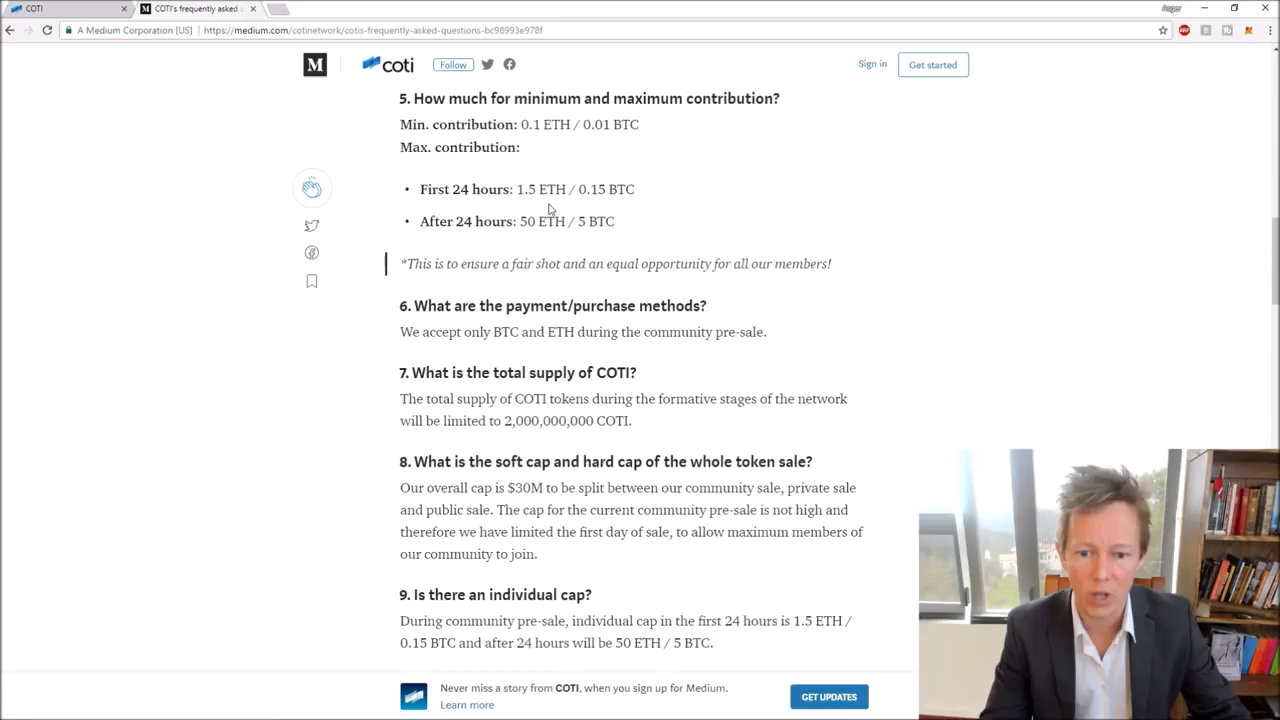 COTI
COTI's frequently asked
A Medium Corporation [US]
https://medium.com/cotinetwork/cotis-frequently-asked-questions-bc98993e978f
M
coti
Follow
Sign in
Get started
5. How much for minimum and maximum contribution?
Min. contribution: 0.1 ETH / 0.01 BTC
Max. contribution:
• First 24 hours: 1.5 ETH / 0.15 BTC
• After 24 hours: 50 ETH / 5 BTC
*This is to ensure a fair shot and an equal opportunity for all our members!
6. What are the payment/purchase methods?
We accept only BTC and ETH during the community pre-sale.
7. What is the total supply of COTI?
The total supply of COTI tokens during the formative stages of the network
will be limited to 2,000,000,000 COTI.
8. What is the soft cap and hard cap of the whole token sale?
Our overall cap is $30M to be split between our community sale, private sale
and public sale. The cap for the current community pre-sale is not high and
therefore we have limited the first day of sale, to allow maximum members of
our community to join.
9. Is there an individual cap?
During community pre-sale, individual cap in the first 24 hours is 1.5 ETH /
0.15 BTC and after 24 hours will be 50 ETH / 5 BTC.
Never miss a story from COTI, when you sign up for Medium.
Learn more
GET UPDATES